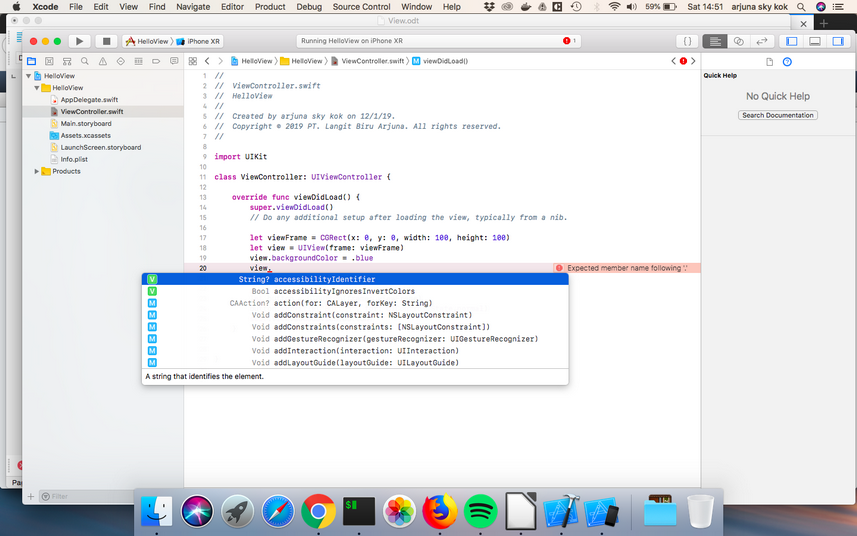 Xcode File Edit View Find Navigate Editor Product Debug Source Control Window Help 59% Sat 14:51 arjuna sky kok
View.odt
HelloView iPhone XR Running HelloView on iPhone XR 1
HelloView HelloView ViewController.swift viewDidLoad()
HelloView
HelloView
AppDelegate.swift
ViewController.swift
Main.storyboard
Assets.xcassets
LaunchScreen.storyboard
Info.plist
Products
Filter
1 //
2 // ViewController.swift
3 // HelloView
4 //
5 // Created by arjuna sky kok on 12/1/19.
6 // Copyright © 2019 PT. Langit Biru Arjuna. All rights reserved.
7 //
8
9 import UIKit
10
11 class ViewController: UIViewController {
12
13 override func viewDidLoad() {
14 super.viewDidLoad()
15 // Do any additional setup after loading the view, typically from a nib.
16
17 let viewFrame = CGRect(x: 0, y: 0, width: 100, height: 100)
18 let view = UIView(frame: viewFrame)
19 view.backgroundColor = .blue
20 view. Expected member name following '.'
V String? accessibilityIdentifier
V Bool accessibilityIgnoresInvertColors
M CAAction? action(for: CALayer, forKey: String)
M Void addConstraint(constraint: NSLayoutConstraint)
M Void addConstraints(constraints: [NSLayoutConstraint])
M Void addGestureRecognizer(gestureRecognizer: UIGestureRecognizer)
M Void addInteraction(interaction: UIInteraction)
M Void addLayoutGuide(layoutGuide: UILayoutGuide)
A string that identifies the element.
Quick Help
No Quick Help
Search Documentation